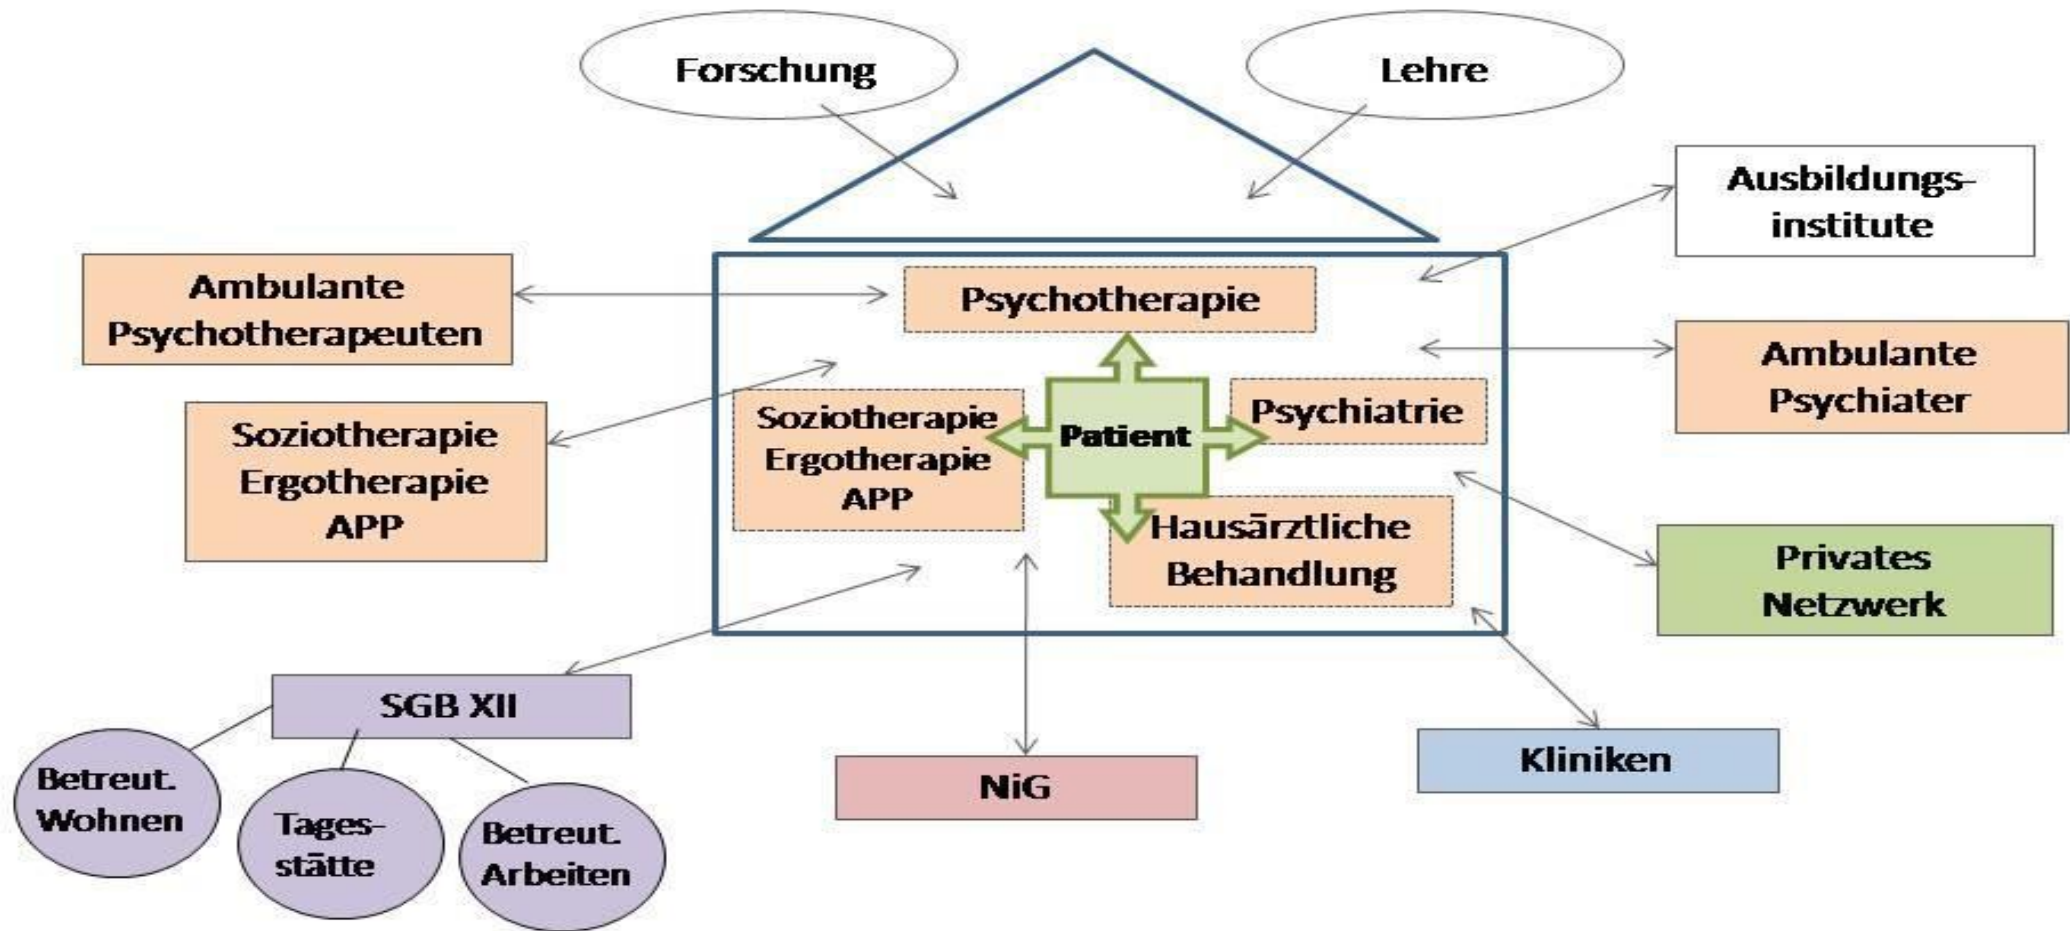 Forschung
Lehre
Ausbildungs-
institute
Ambulante
Psychotherapeuten
Psychotherapie
Ambulante
Psychiater
Soziotherapie
Ergotherapie
APP
Soziotherapie
Ergotherapie
APP
Patient
Psychiatrie
Hausärztliche
Behandlung
Privates
Netzwerk
SGB XII
Betreut.
Wohnen
Tages-
stätte
Betreut.
Arbeiten
NiG
Kliniken